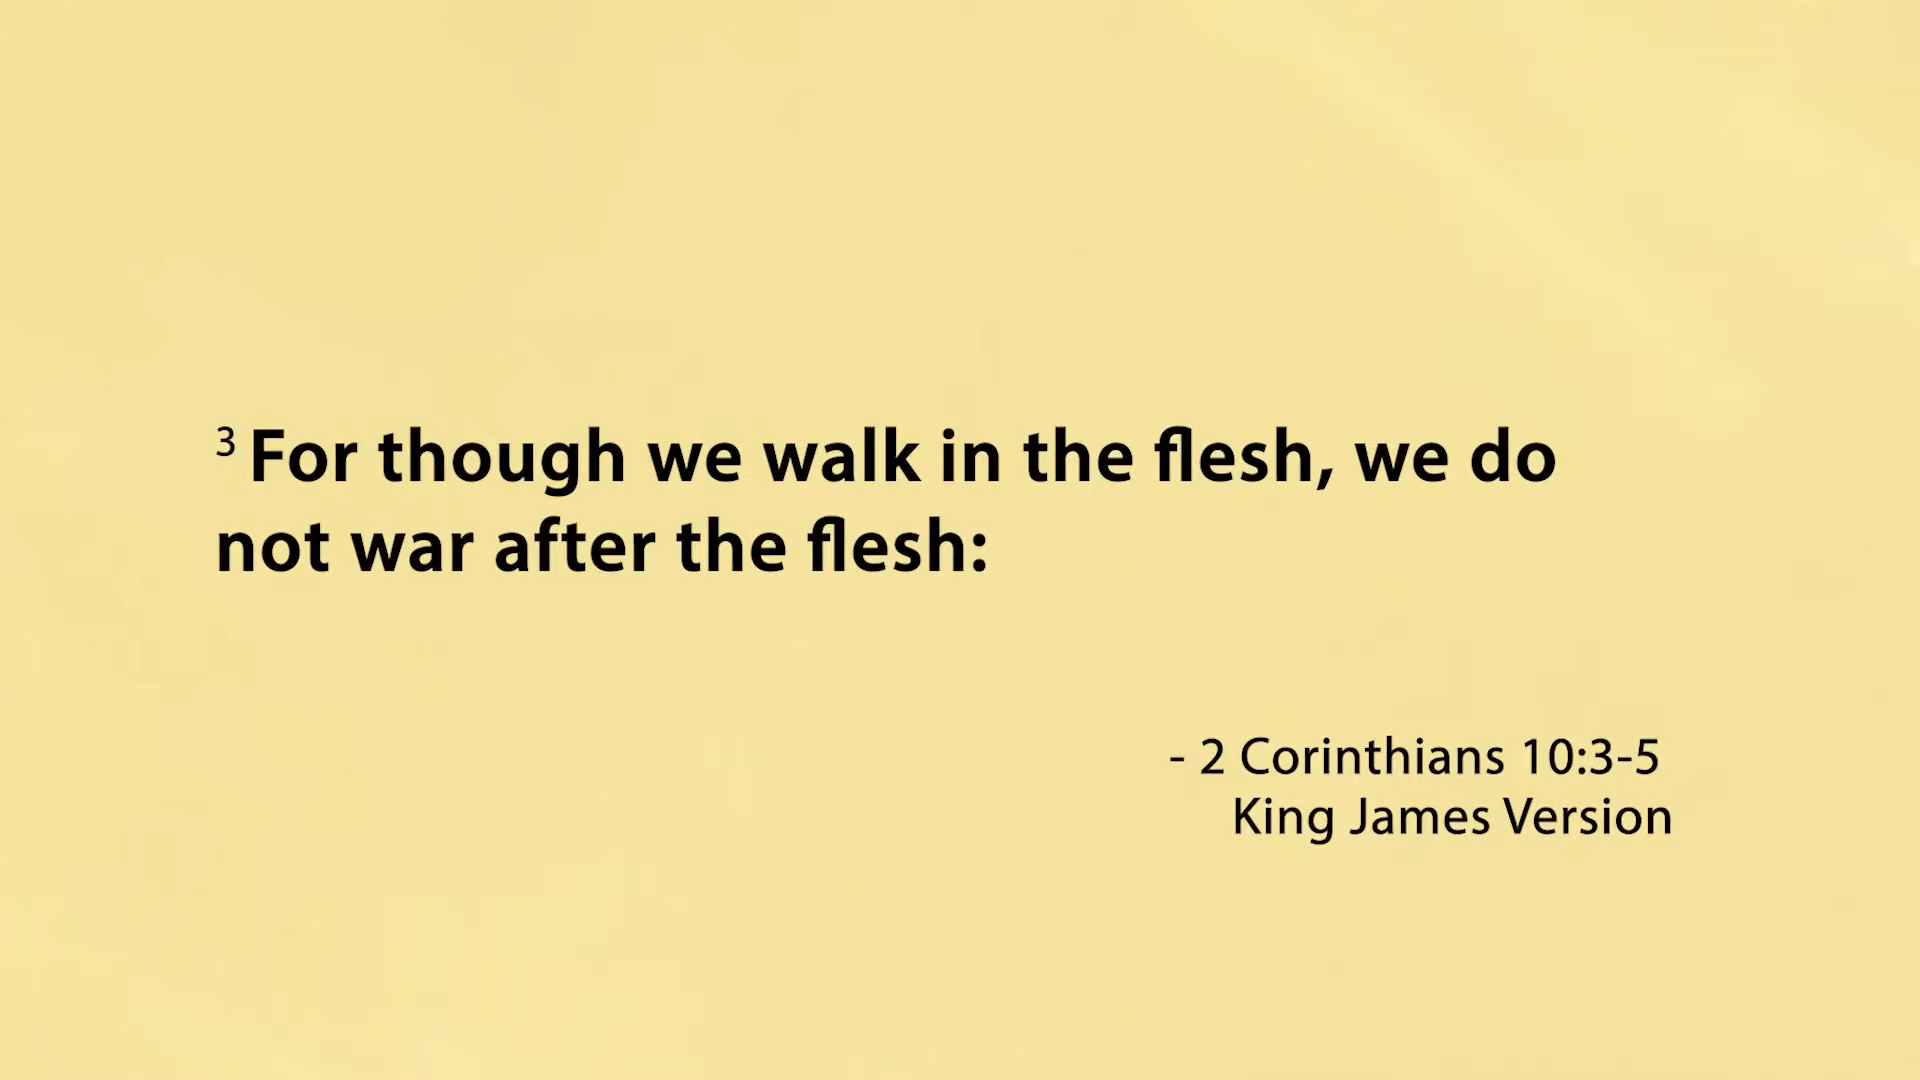 3 For though we walk in the flesh, we do
not war after the flesh:
- 2 Corinthians 10:3-5
King James Version